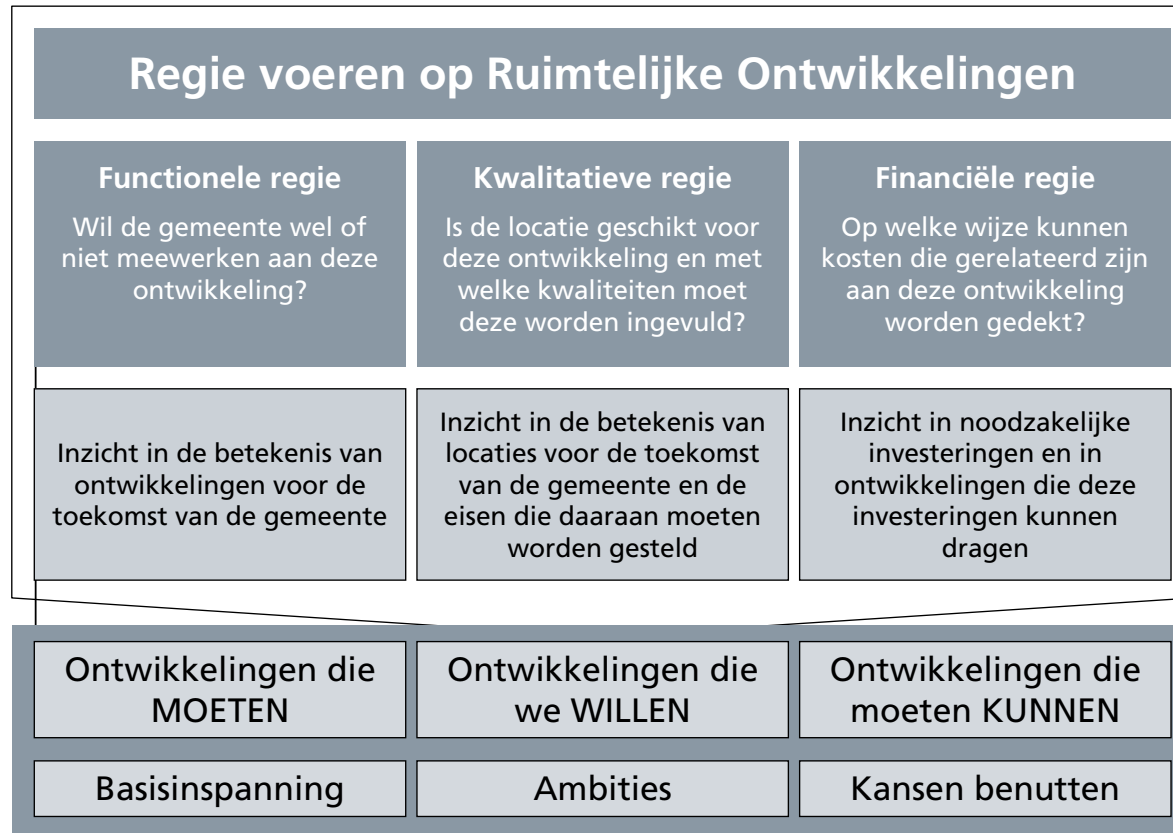 Regie voeren op Ruimtelijke Ontwikkelingen
Functionele regie
Wil de gemeente wel of
niet meewerken aan deze
ontwikkeling?
Kwalitatieve regie
Is de locatie geschikt voor
deze ontwikkeling en met
welke kwaliteiten moet
deze worden ingevuld?
Financiële regie
Op welke wijze kunnen
kosten die gerelateerd zijn
aan deze ontwikkeling
worden gedekt?
Inzicht in de betekenis van
ontwikkelingen voor de
toekomst van de gemeente
Inzicht in de betekenis van
locaties voor de toekomst
van de gemeente en de
eisen die daaraan moeten
worden gesteld
Inzicht in noodzakelijke
investeringen en in
ontwikkelingen die deze
investeringen kunnen
dragen
Ontwikkelingen die
MOETEN
Ontwikkelingen die
we WILLEN
Ontwikkelingen die
moeten KUNNEN
Basisinspanning
Ambities
Kansen benutten